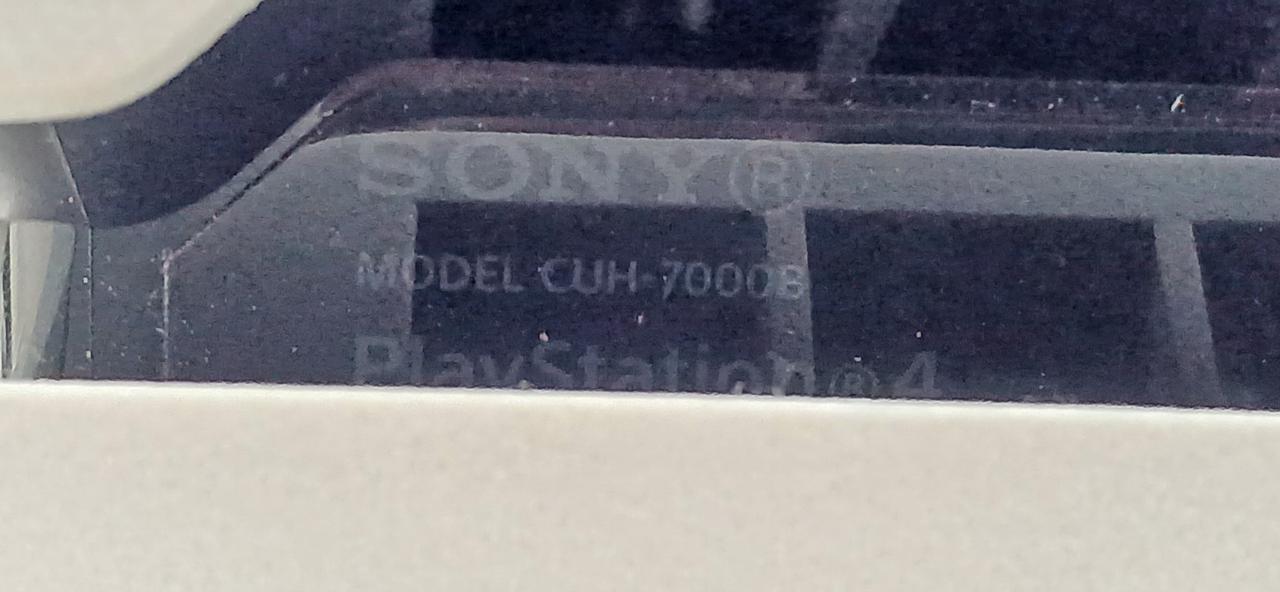 SONY®
MODEL CUH-7000B
PlayStation®4